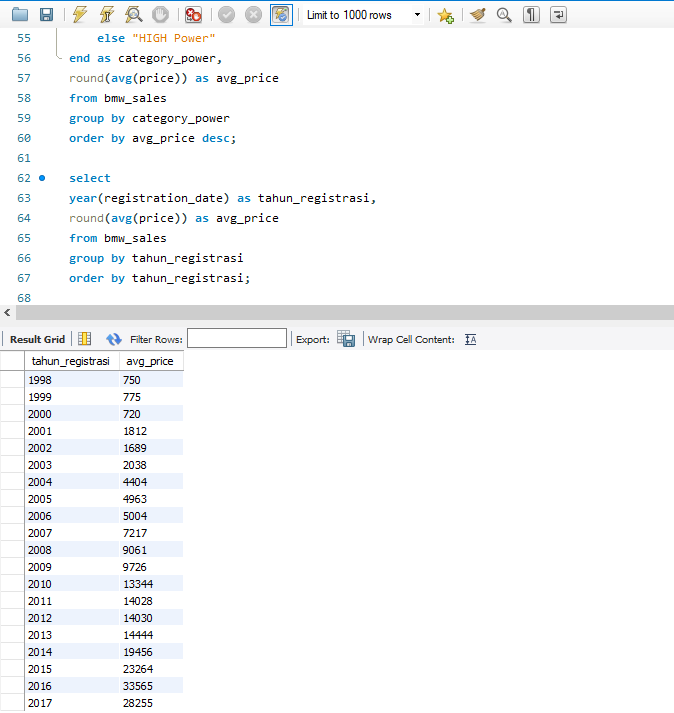 Limit to 1000 rows
55 else "HIGH Power"
56 end as category_power,
57 round(avg(price)) as avg_price
58 from bmw_sales
59 group by category_power
60 order by avg_price desc;
61
62 select
63 year(registration_date) as tahun_registrasi,
64 round(avg(price)) as avg_price
65 from bmw_sales
66 group by tahun_registrasi
67 order by tahun_registrasi;
68
Result Grid Filter Rows: Export: Wrap Cell Content:
tahun_registrasi avg_price
1998 750
1999 775
2000 720
2001 1812
2002 1689
2003 2038
2004 4404
2005 4963
2006 5004
2007 7217
2008 9061
2009 9726
2010 13344
2011 14028
2012 14030
2013 14444
2014 19456
2015 23264
2016 33565
2017 28255